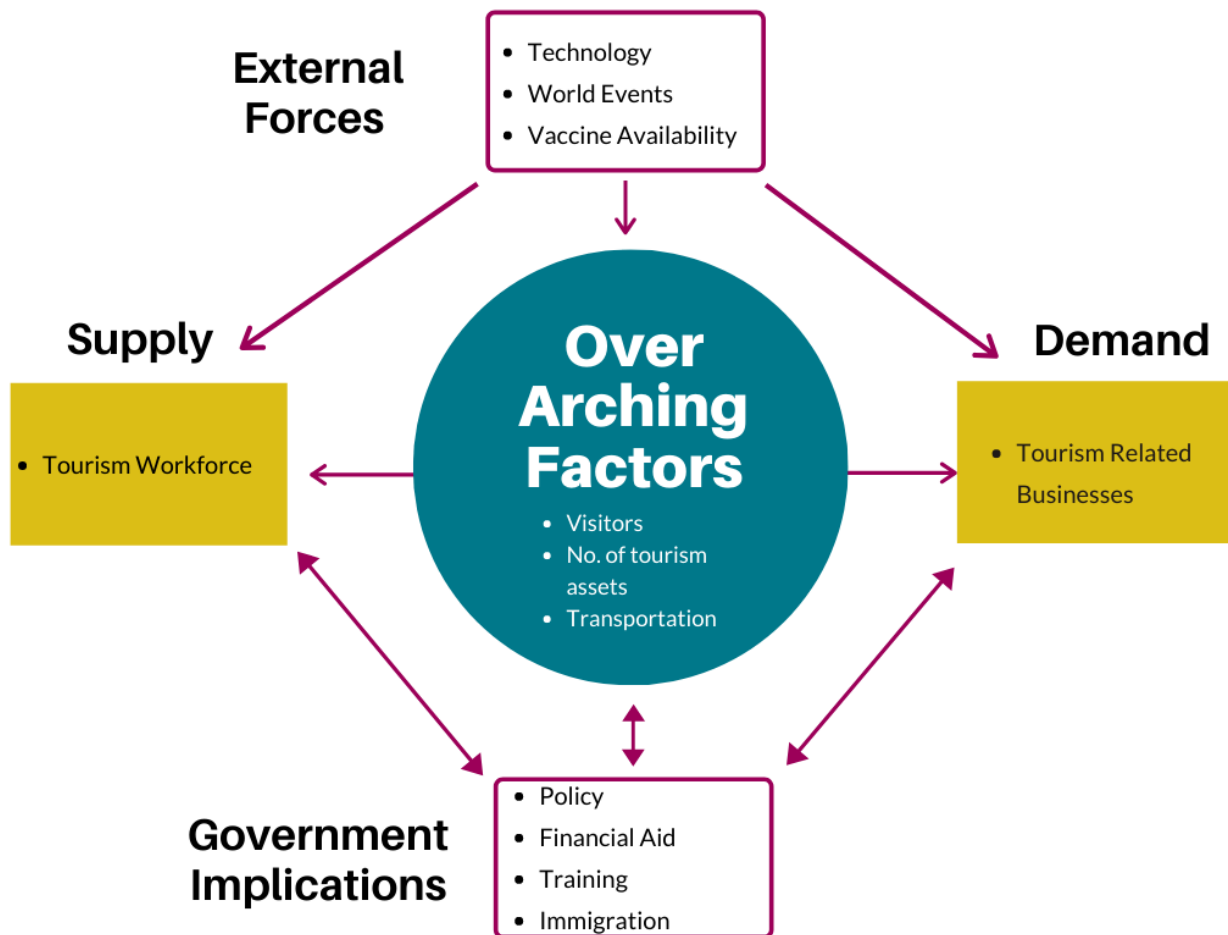 External
Forces
• Technology
• World Events
• Vaccine Availability
Supply
• Tourism Workforce
Over
Arching
Factors
• Visitors
• No. of tourism
assets
• Transportation
Demand
• Tourism Related
Businesses
Government
Implications
• Policy
• Financial Aid
• Training
• Immigration